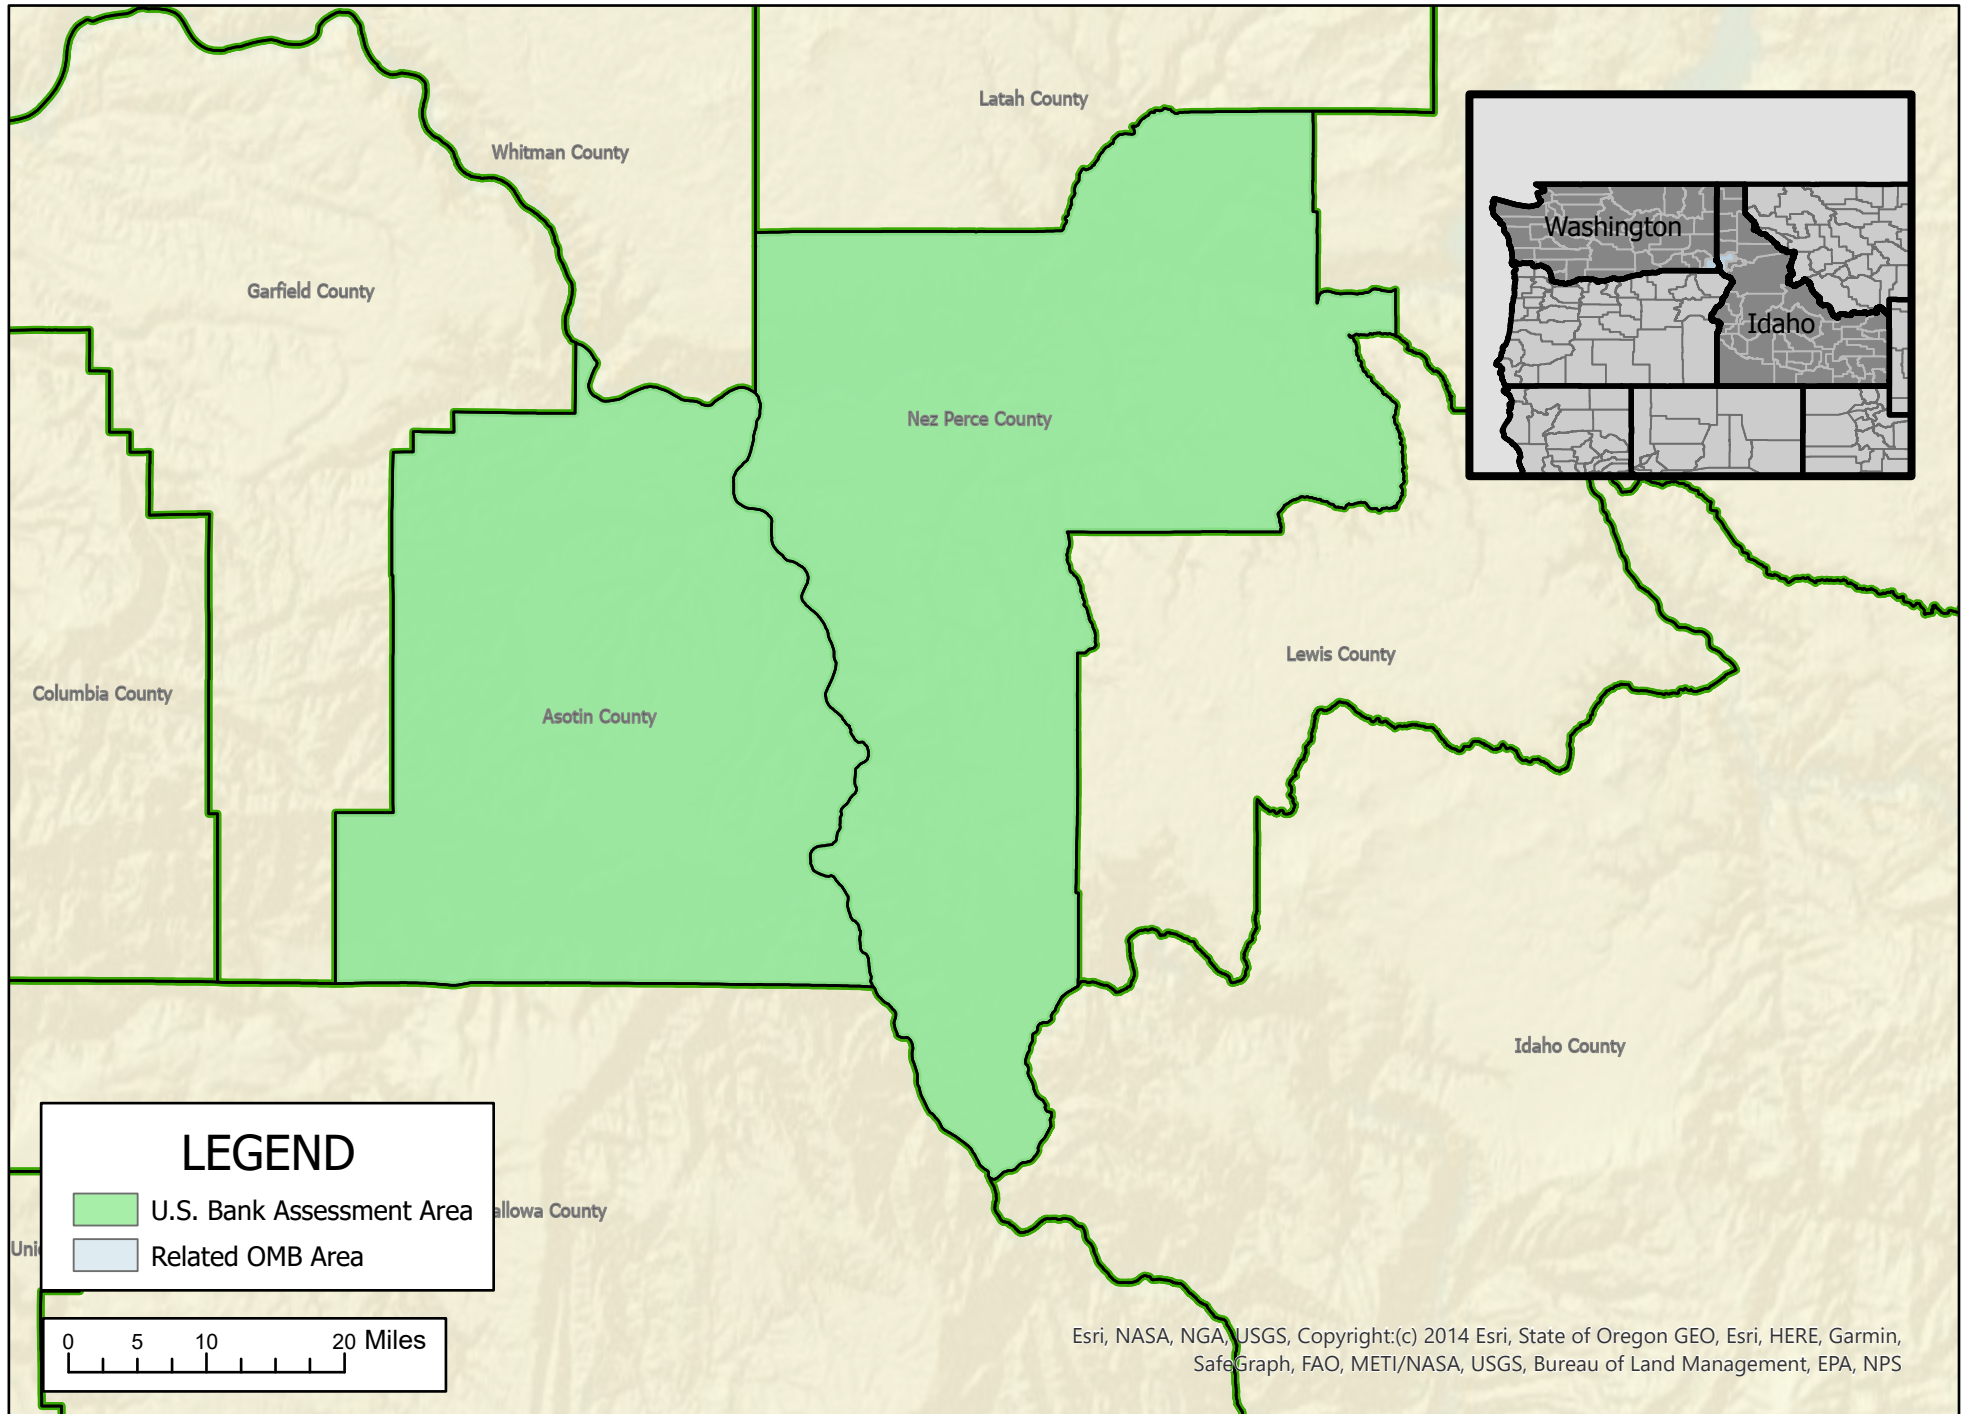 Latah County
Whitman County
Washington
Garfield County
Idaho
Nez Perce County
Lewis County
Columbia County
Asotin County
Idaho County
LEGEND
U.S. Bank Assessment Area
Related OMB Area
allowa County
Uni
0 5 10 20 Miles
Esri, NASA, NGA, USGS, Copyright:(c) 2014 Esri, State of Oregon GEO, Esri, HERE, Garmin,
SafeGraph, FAO, METI/NASA, USGS, Bureau of Land Management, EPA, NPS